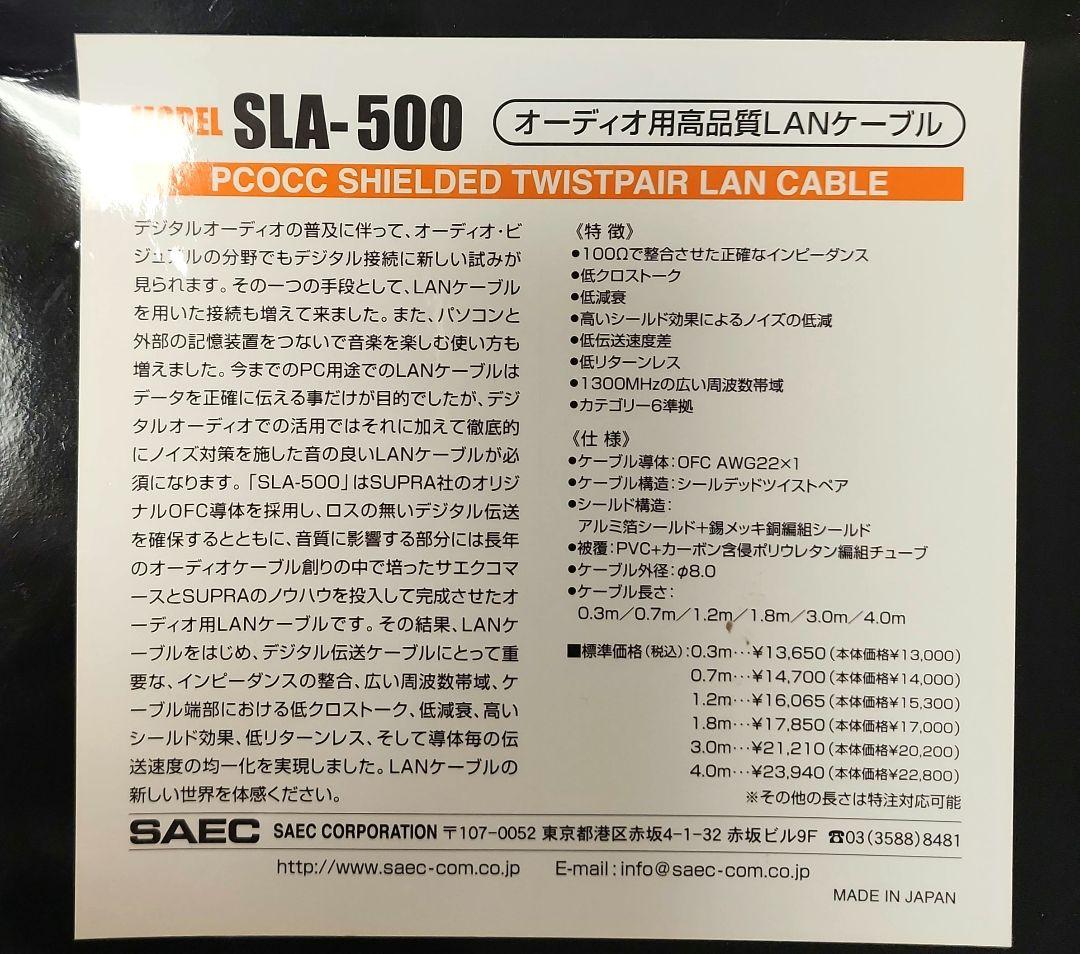 MODEL SLA-500 オーディオ用高品質LANケーブル
PCOCC SHIELDED TWISTPAIR LAN CABLE
デジタルオーディオの普及に伴って、オーディオ・ビ
ジュアルの分野でもデジタル接続に新しい試みが
見られます。その一つの手段として、LANケーブル
を用いた接続も増えて来ました。また、パソコンと
外部の記憶装置をつないで音楽を楽しむ使い方も
増えました。今までのPC用途でのLANケーブルは
データを正確に伝える事だけが目的でしたが、デジ
タルオーディオでの活用ではそれに加えて徹底的
にノイズ対策を施した音の良いLANケーブルが必
須になります。「SLA-500」はSUPRA社のオリジ
ナルOFC導体を採用し、ロスの無いデジタル伝送
を確保するとともに、音質に影響する部分には長年
のオーディオケーブル創りの中で培ったサエクコマ
ースとSUPRAのノウハウを投入して完成させたオ
ーディオ用LANケーブルです。その結果、LANケ
ーブルをはじめ、デジタル伝送ケーブルにとって重
要な、インピーダンスの整合、広い周波数帯域、ケ
ーブル端部における低クロストーク、低減衰、高い
シールド効果、低リターンレス、そして導体毎の伝
送速度の均一化を実現しました。LANケーブルの
新しい世界を体感ください。
《特 徴》
●100Ωで整合させた正確なインピーダンス
●低クロストーク
●低減衰
●高いシールド効果によるノイズの低減
●低伝送速度差
●低リターンレス
●1300MHzの広い周波数帯域
●カテゴリー6準拠
《仕 様》
●ケーブル導体：OFC AWG22×1
●ケーブル構造：シールデッドツイストペア
●シールド構造：
アルミ箔シールド＋錫メッキ銅編組シールド
●被覆：PVC+カーボン含侵ポリウレタン編組チューブ
●ケーブル外径：φ8.0
●ケーブル長さ：
0.3m／0.7m／1.2m／1.8m／3.0m／4.0m
■標準価格（税込）：0.3m…¥13,650（本体価格¥13,000）
0.7m…¥14,700（本体価格¥14,000）
1.2m…¥16,065（本体価格¥15,300）
1.8m…¥17,850（本体価格¥17,000）
3.0m…¥21,210（本体価格¥20,200）
4.0m…¥23,940（本体価格¥22,800）
※その他の長さは特注対応可能
SAEC SAEC CORPORATION 〒107-0052 東京都港区赤坂4-1-32 赤坂ビル9F ☎03（3588）8481
http://www.saec-com.co.jp E-mail：info@saec-com.co.jp
MADE IN JAPAN